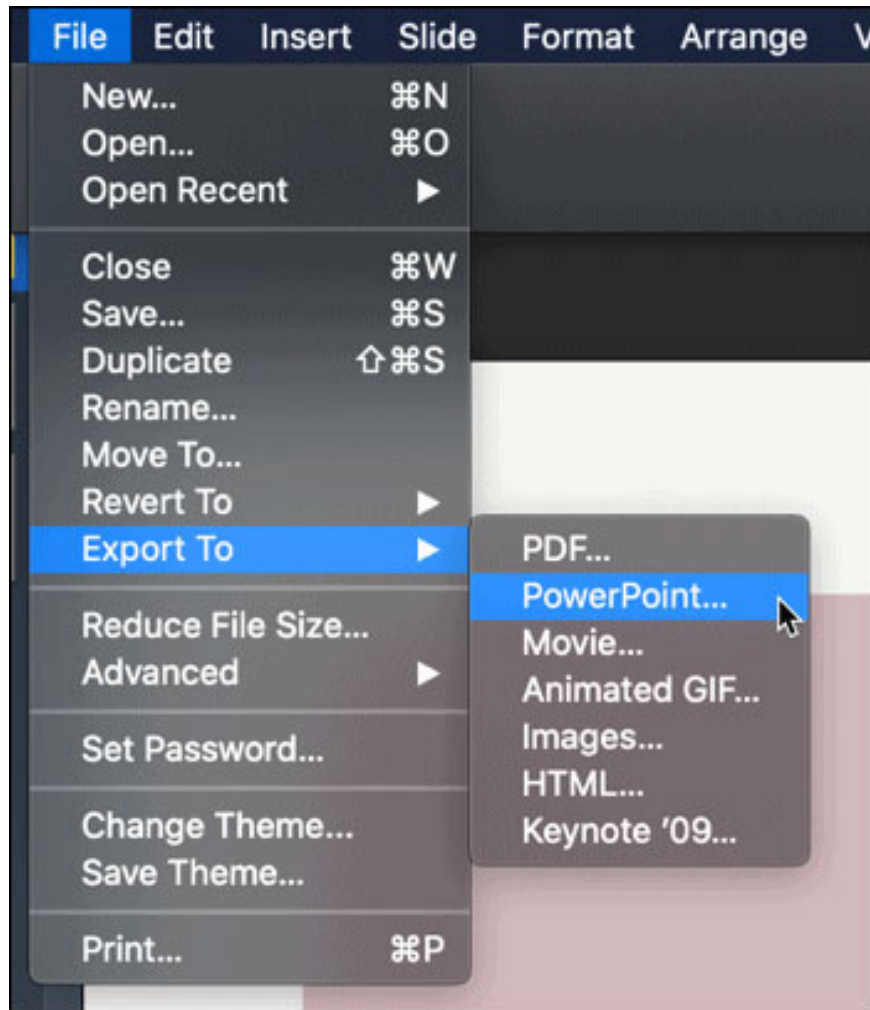 File Edit Insert Slide Format Arrange
New... ⌘N
Open... ⌘O
Open Recent ▶
Close ⌘W
Save... ⌘S
Duplicate ⇧⌘S
Rename...
Move To...
Revert To ▶
Export To ▶
PDF...
PowerPoint...
Movie...
Animated GIF...
Images...
HTML...
Keynote ’09...
Reduce File Size...
Advanced ▶
Set Password...
Change Theme...
Save Theme...
Print... ⌘P